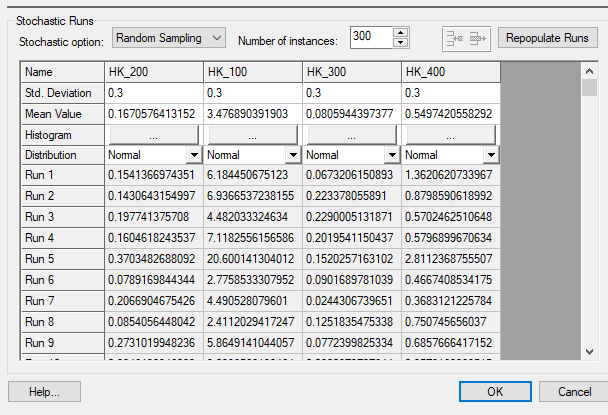 Stochastic Runs
Stochastic option: Random Sampling Number of instances: 300 Repopulate Runs
Name HK_200 HK_100 HK_300 HK_400
Std. Deviation 0.3 0.3 0.3 0.3
Mean Value 0.1670576413152 3.476890391903 0.0805944397377 0.5497420558292
Histogram ... ... ... ...
Distribution Normal Normal Normal Normal
Run 1 0.1541366974351 6.184450675123 0.0673206150893 1.3620620733967
Run 2 0.1430643154997 6.9366537238155 0.223378055891 0.8798590618992
Run 3 0.197741375708 4.482033324634 0.2290005131871 0.5702462510648
Run 4 0.1604618243537 7.1182556156586 0.2019541150437 0.5796899670634
Run 5 0.3703482688092 20.600141304012 0.1520257163102 2.8112368755507
Run 6 0.0789169844344 2.7758533307952 0.0901689781039 0.4667408534175
Run 7 0.2066904675426 4.490528079601 0.0244306739651 0.3683121225784
Run 8 0.0854056448042 2.4112029417247 0.1251835475338 0.750745656037
Run 9 0.2731019948236 5.8649141044057 0.0772399825334 0.6857666417152
Help... OK Cancel